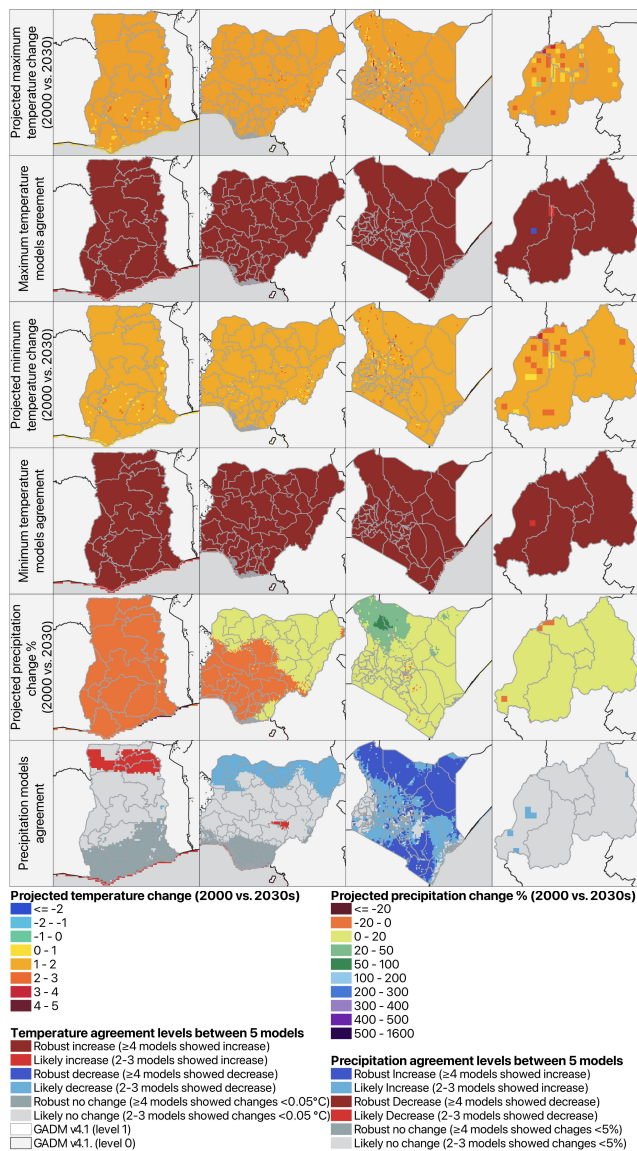 Projected maximum
temperature change
(2000 vs. 2030)
Maximum temperature
models agreement
Projected minimum
temperature change
(2000 vs. 2030)
Minimum temperature
models agreement
Projected precipitation
change %
(2000 vs. 2030)
Precipitation models
agreement
Projected temperature change (2000 vs. 2030s)
<= -2
-2 - -1
-1 - 0
0 - 1
1 - 2
2 - 3
3 - 4
4 - 5
Temperature agreement levels between 5 models
Robust increase (≥4 models showed increase)
Likely increase (2-3 models showed increase)
Robust decrease (≥4 models showed decrease)
Likely decrease (2-3 models showed decrease)
Robust no change (≥4 models showed changes <0.05°C)
Likely no change (2-3 models showed changes <0.05 °C)
GADM v4.1 (level 1)
GADM v4.1. (level 0)
Projected precipitation change % (2000 vs. 2030s)
<= -20
-20 - 0
0 - 20
20 - 50
50 - 100
100 - 200
200 - 300
300 - 400
400 - 500
500 - 1600
Precipitation agreement levels between 5 models
Robust Increase (≥4 models showed increase)
Likely Increase (2-3 models showed increase)
Robust Decrease (≥4 models showed decrease)
Likely Decrease (2-3 models showed decrease)
Robust no change (≥4 models showed chages <5%)
Likely no change (2-3 models showed changes <5%)